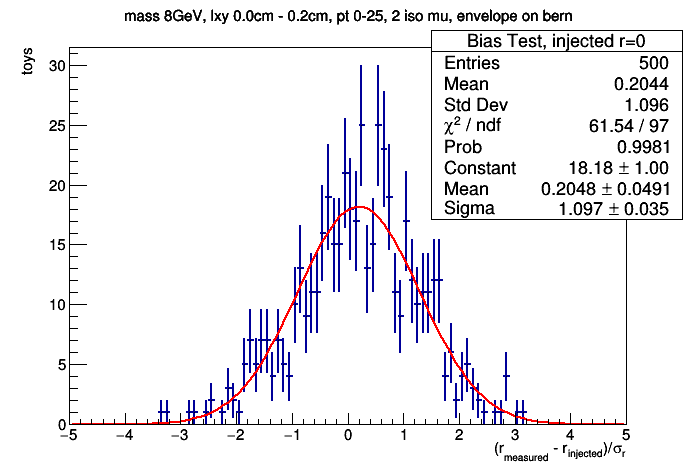 mass 8GeV, lxy 0.0cm - 0.2cm, pt 0-25, 2 iso mu, envelope on bern
Bias Test, injected r=0
Entries 500
Mean 0.2044
Std Dev 1.096
χ² / ndf 61.54 / 97
Prob 0.9981
Constant 18.18 ± 1.00
Mean 0.2048 ± 0.0491
Sigma 1.097 ± 0.035
toys
30
25
20
15
10
5
0
−5 −4 −3 −2 −1 0 1 2 3 4 5
(r_measured - r_injected)/σ_r